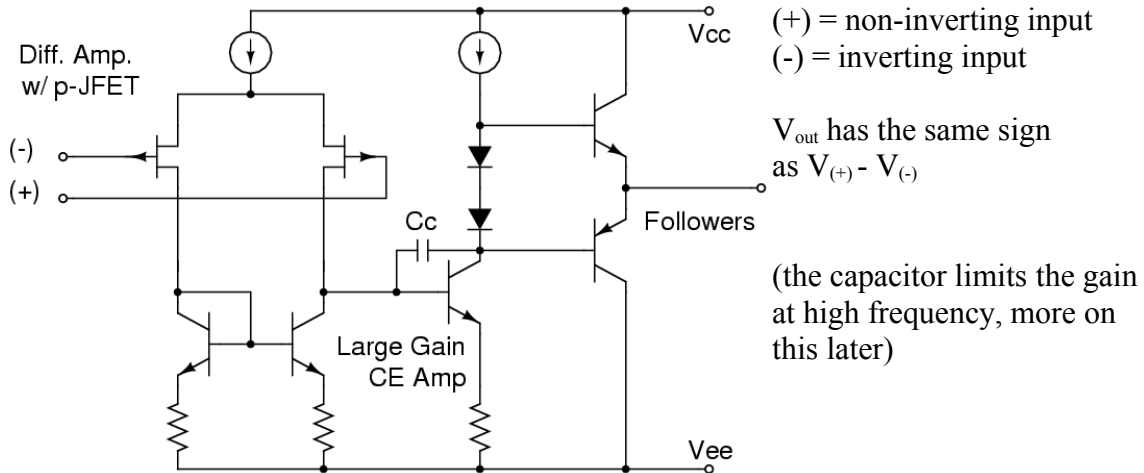 Diff. Amp.
w/ p-JFET
(-)
(+)
Vcc
Cc
Followers
Large Gain
CE Amp
Vee
(+) = non-inverting input
(-) = inverting input
Vout has the same sign
as V(+) - V(-)
(the capacitor limits the gain
at high frequency, more on
this later)